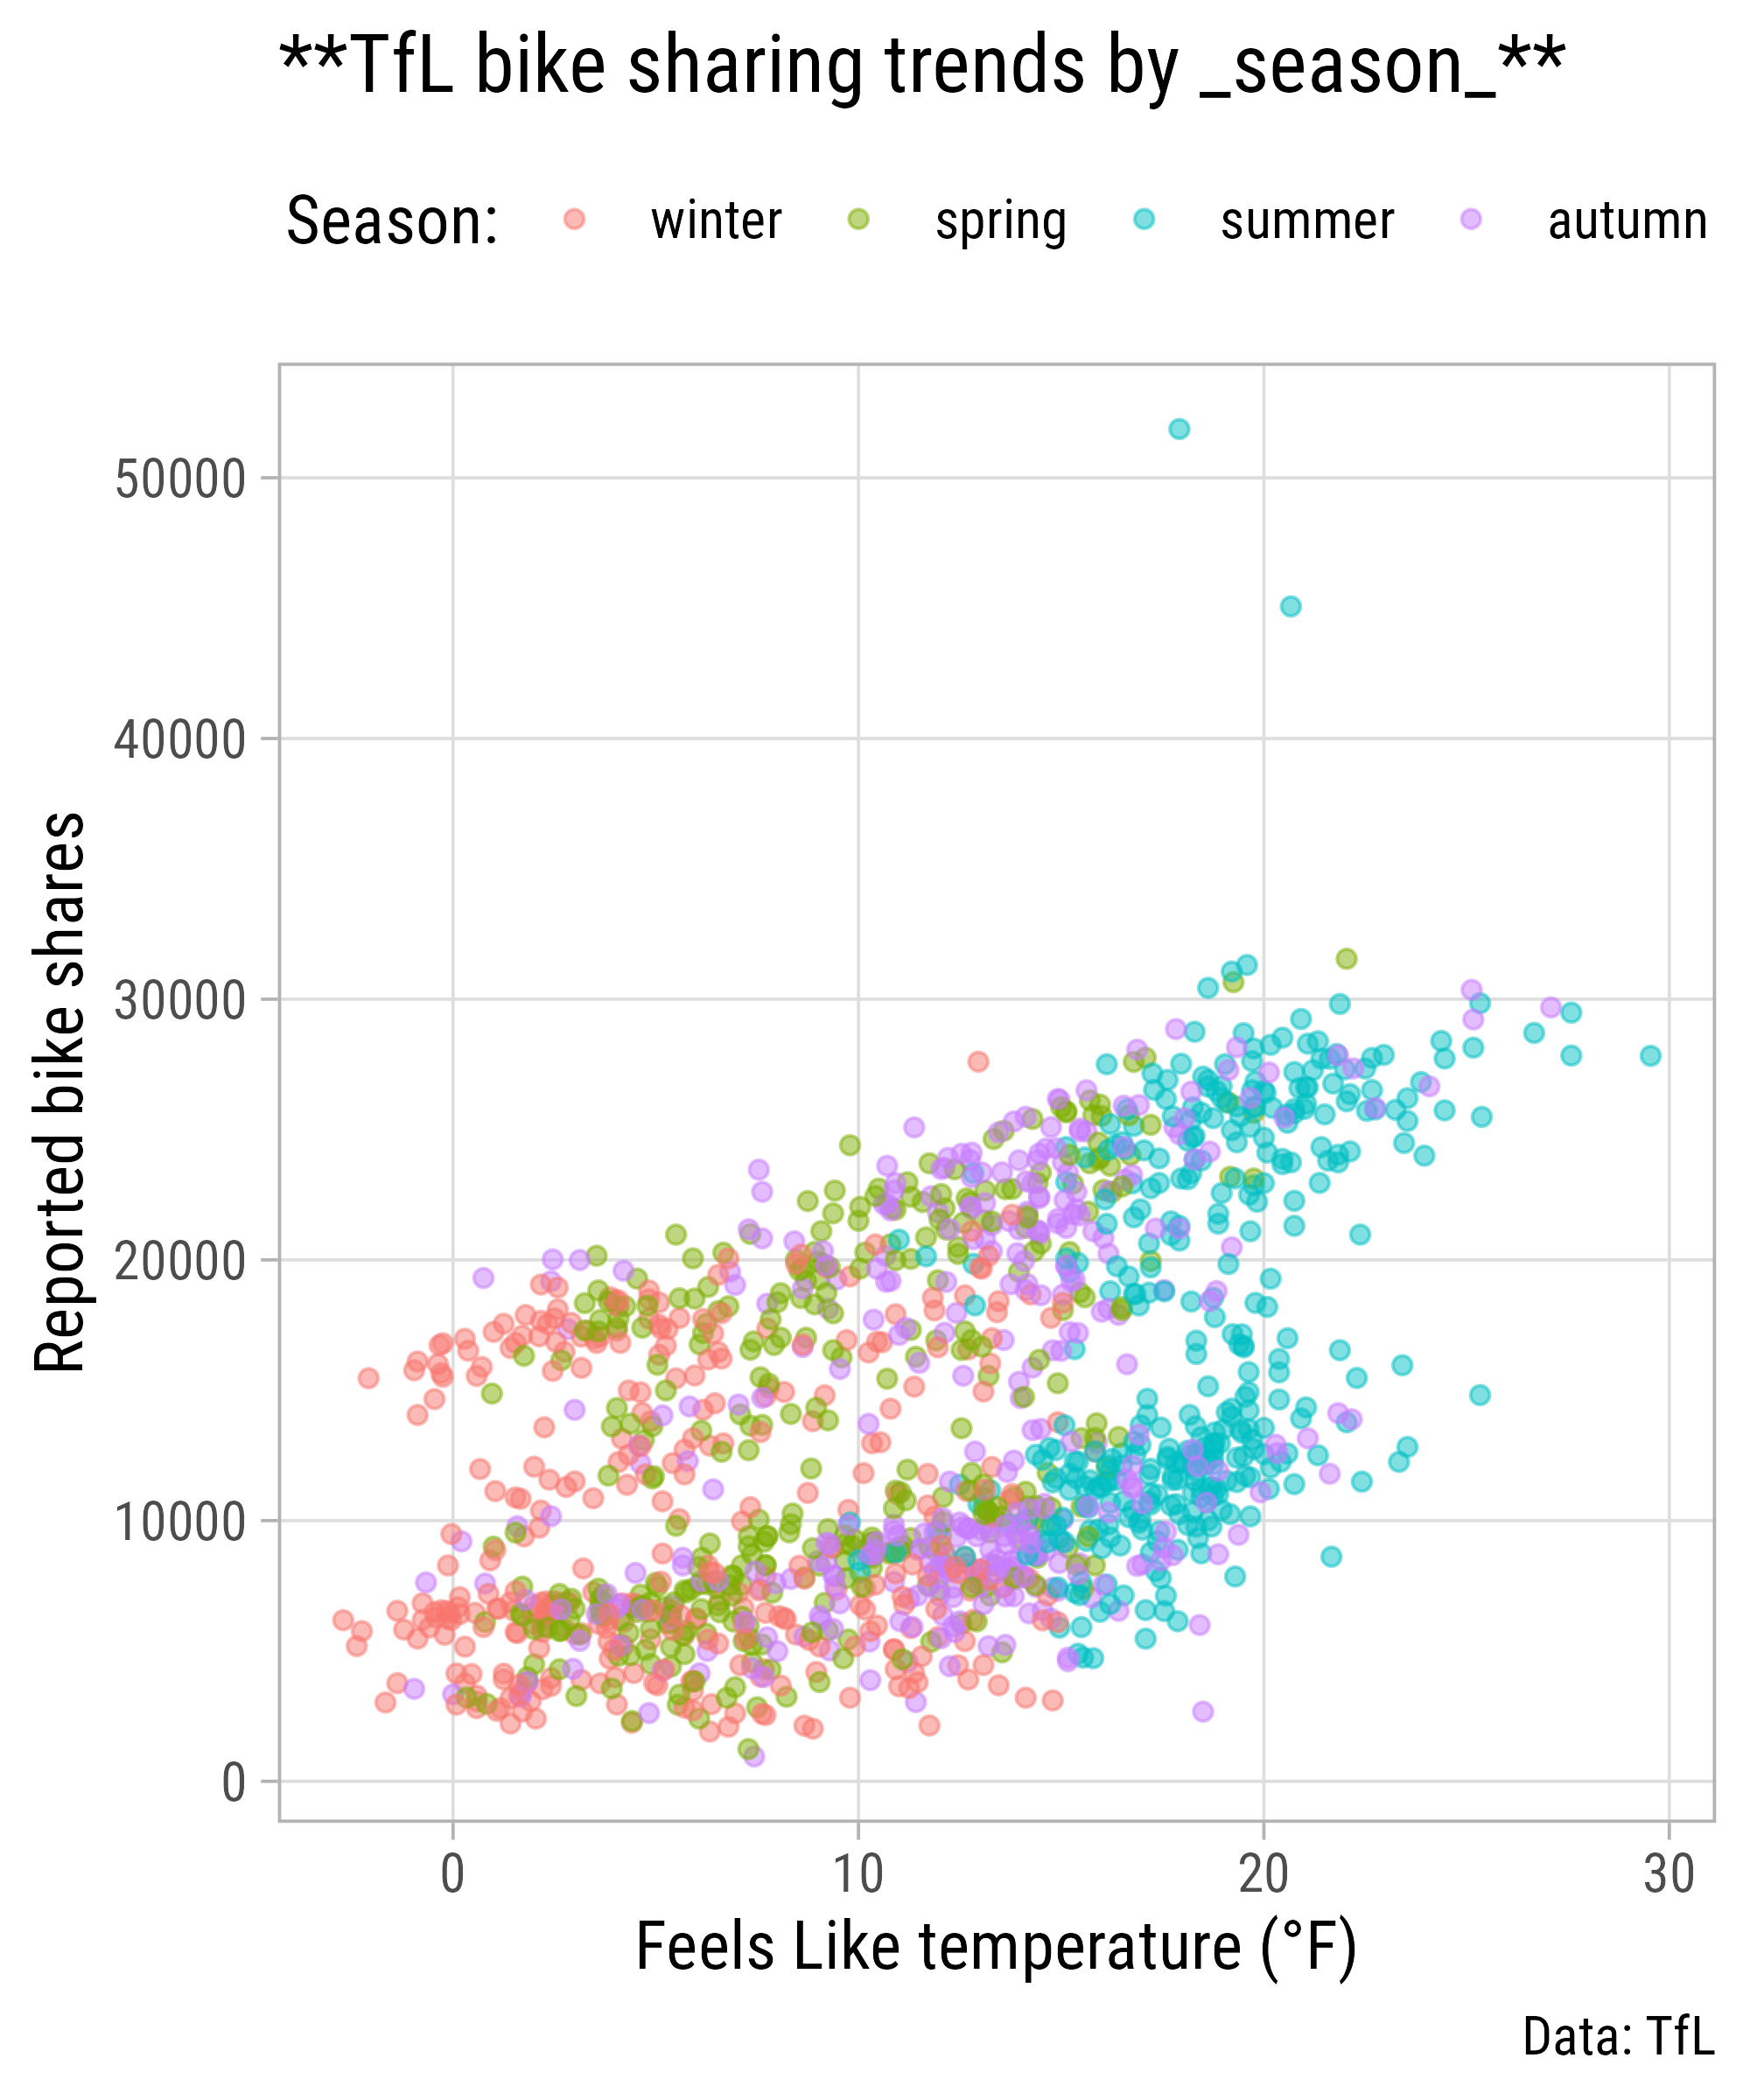 **TfL bike sharing trends by _season_**
Season: winter spring summer autumn
Reported bike shares
50000
40000
30000
20000
10000
0
0 10 20 30
Feels Like temperature (°F)
Data: TfL